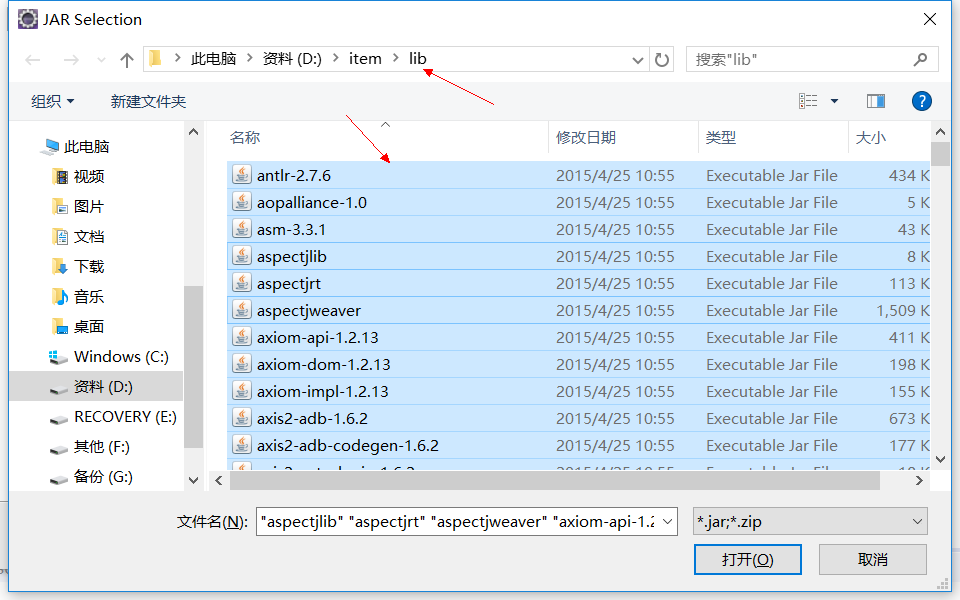 JAR Selection
此电脑 资料 (D:) item lib 搜索"lib"
组织 新建文件夹
名称 修改日期 类型 大小
此电脑
视频
图片
文档
下载
音乐
桌面
Windows (C:)
资料 (D:)
RECOVERY (E:)
其他 (F:)
备份 (G:)
antlr-2.7.6 2015/4/25 10:55 Executable Jar File 434 K
aopalliance-1.0 2015/4/25 10:55 Executable Jar File 5 K
asm-3.3.1 2015/4/25 10:55 Executable Jar File 43 K
aspectjlib 2015/4/25 10:55 Executable Jar File 8 K
aspectjrt 2015/4/25 10:55 Executable Jar File 113 K
aspectjweaver 2015/4/25 10:55 Executable Jar File 1,509 K
axiom-api-1.2.13 2015/4/25 10:55 Executable Jar File 411 K
axiom-dom-1.2.13 2015/4/25 10:55 Executable Jar File 198 K
axiom-impl-1.2.13 2015/4/25 10:55 Executable Jar File 155 K
axis2-adb-1.6.2 2015/4/25 10:55 Executable Jar File 673 K
axis2-adb-codegen-1.6.2 2015/4/25 10:55 Executable Jar File 177 K
文件名(N): "aspectjlib" "aspectjrt" "aspectjweaver" "axiom-api-1.2 *.jar;*.zip
打开(O) 取消